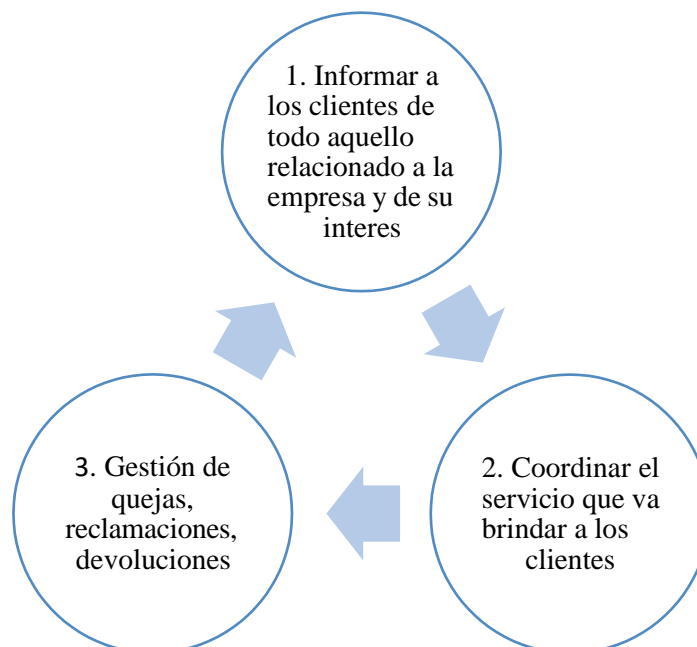 1. Informar a
los clientes de
todo aquello
relacionado a la
empresa y de su
interes
2. Coordinar el
servicio que va
brindar a los
clientes
3. Gestión de
quejas,
reclamaciones,
devoluciones